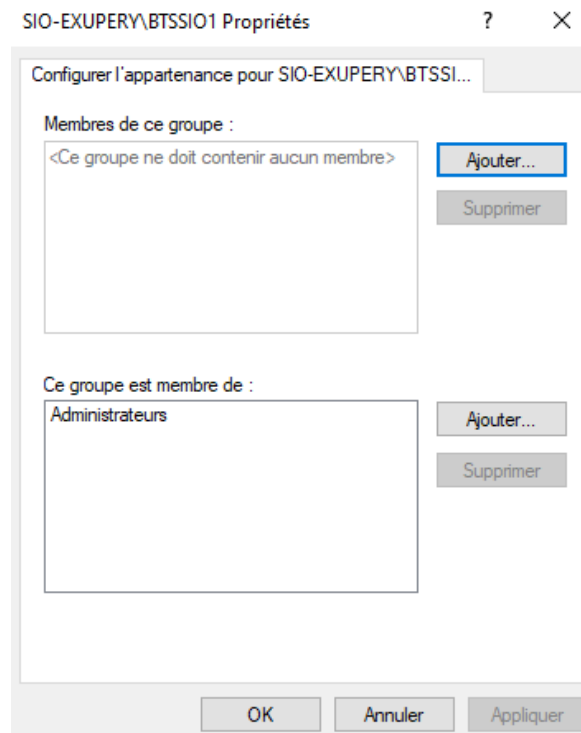 SIO-EXUPERY\BTSSIO1 Propriétés ? ×
Configurer l'appartenance pour SIO-EXUPERY\BTSSI...
Membres de ce groupe :
<Ce groupe ne doit contenir aucun membre>
Ajouter...
Supprimer
Ce groupe est membre de :
Administrateurs
Ajouter...
Supprimer
OK Annuler Appliquer